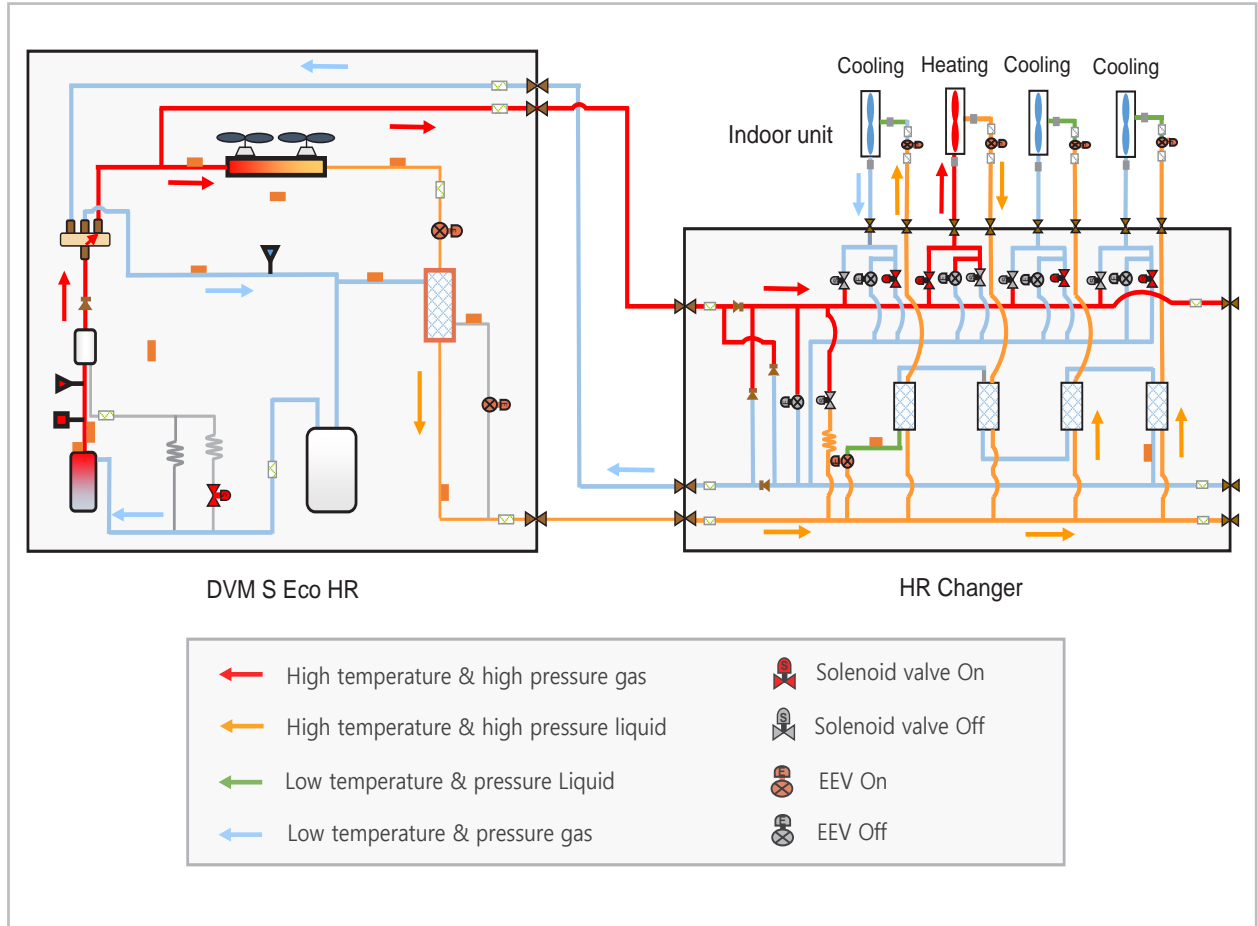 Cooling Heating Cooling Cooling
Indoor unit
DVM S Eco HR
HR Changer
High temperature & high pressure gas
High temperature & high pressure liquid
Low temperature & pressure Liquid
Low temperature & pressure gas
S Solenoid valve On
S Solenoid valve Off
E EEV On
E EEV Off